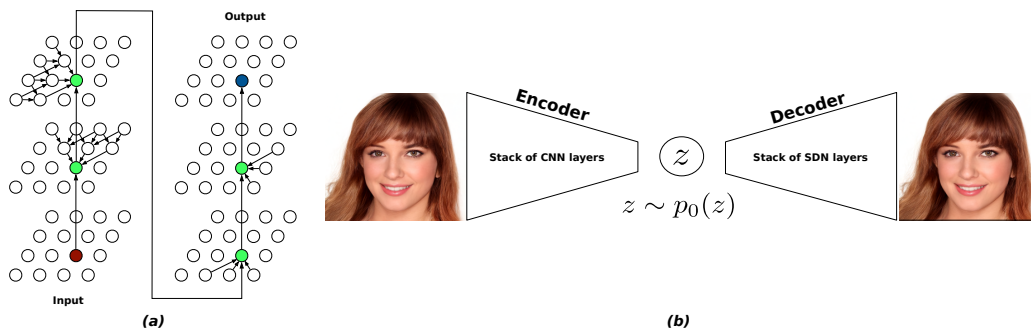 Output
Input
(a)
Encoder
Stack of CNN layers
z
z ∼ p₀(z)
Decoder
Stack of SDN layers
(b)